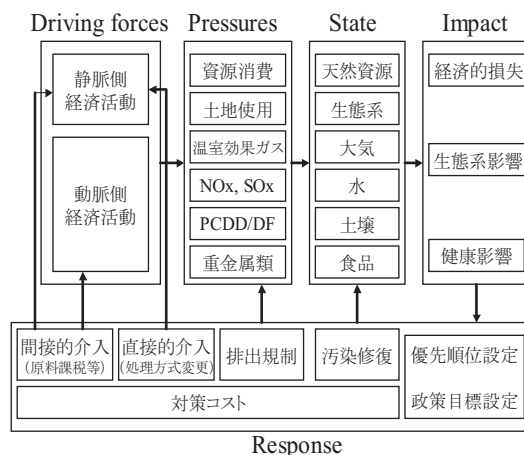 Driving forces
Pressures
State
Impact
静脈側
経済活動
動脈側
経済活動
資源消費
土地使用
温室効果ガス
NOx, SOx
PCDD/DF
重金属類
天然資源
生態系
大気
水
土壌
食品
経済的損失
生態系影響
健康影響
間接的介入
(原料課税等)
直接的介入
(処理方式変更)
排出規制
汚染修復
優先順位設定
対策コスト
政策目標設定
Response